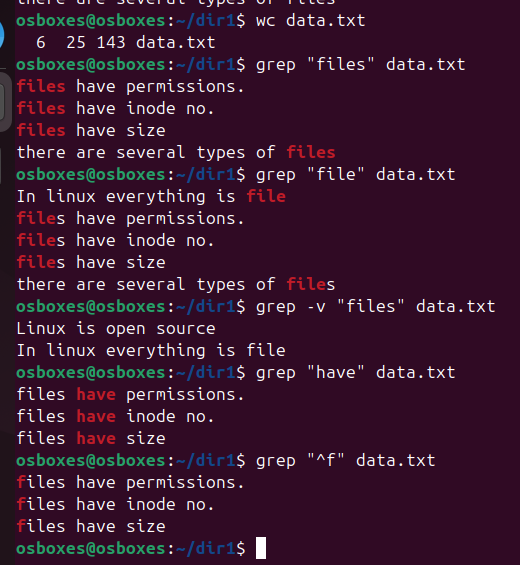 there are several types of files
osboxes@osboxes:~/dir1$ wc data.txt
  6  25 143 data.txt
osboxes@osboxes:~/dir1$ grep "files" data.txt
files have permissions.
files have inode no.
files have size
there are several types of files
osboxes@osboxes:~/dir1$ grep "file" data.txt
In linux everything is file
files have permissions.
files have inode no.
files have size
there are several types of files
osboxes@osboxes:~/dir1$ grep -v "files" data.txt
Linux is open source
In linux everything is file
osboxes@osboxes:~/dir1$ grep "have" data.txt
files have permissions.
files have inode no.
files have size
osboxes@osboxes:~/dir1$ grep "^f" data.txt
files have permissions.
files have inode no.
files have size
osboxes@osboxes:~/dir1$